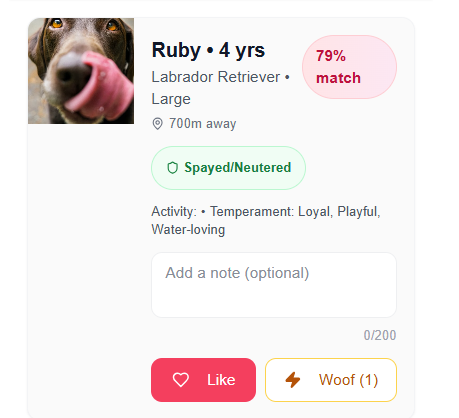 Ruby • 4 yrs
79%
match
Labrador Retriever •
Large
700m away
Spayed/Neutered
Activity: • Temperament: Loyal, Playful,
Water-loving
Add a note (optional)
0/200
Like
Woof (1)